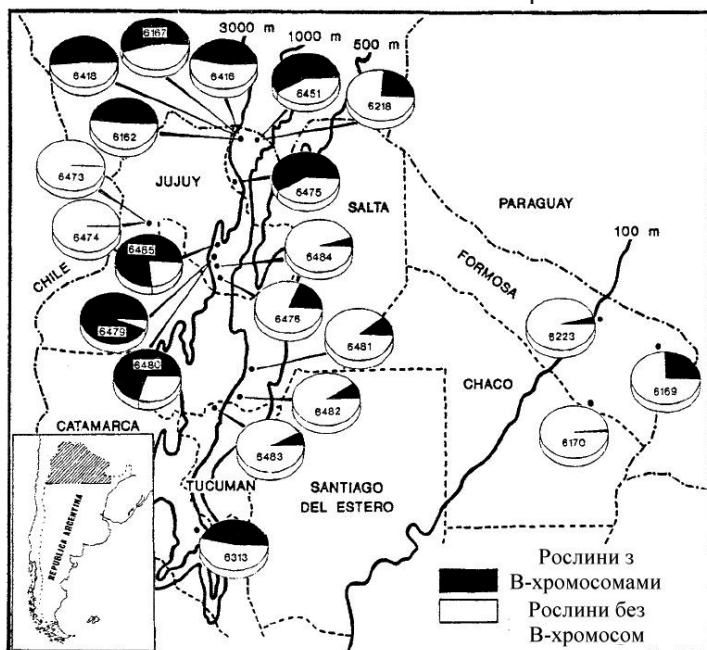 3000 m
1000 m
500 m
6167
6418
6416
6451
6218
6162
6473
JUJUY
6475
SALTA
PARAGUAY
6474
6465
6484
CHILE
FORMOSA
100 m
6479
6476
6481
6223
6480
CHACO
6169
6482
CATAMARCA
6170
6483
TUCUMAN
SANTIAGO
DEL ESTERO
6313
REPUBLICA ARGENTINA
Рослини з
В-хромосомами
Рослини без
В-хромосом